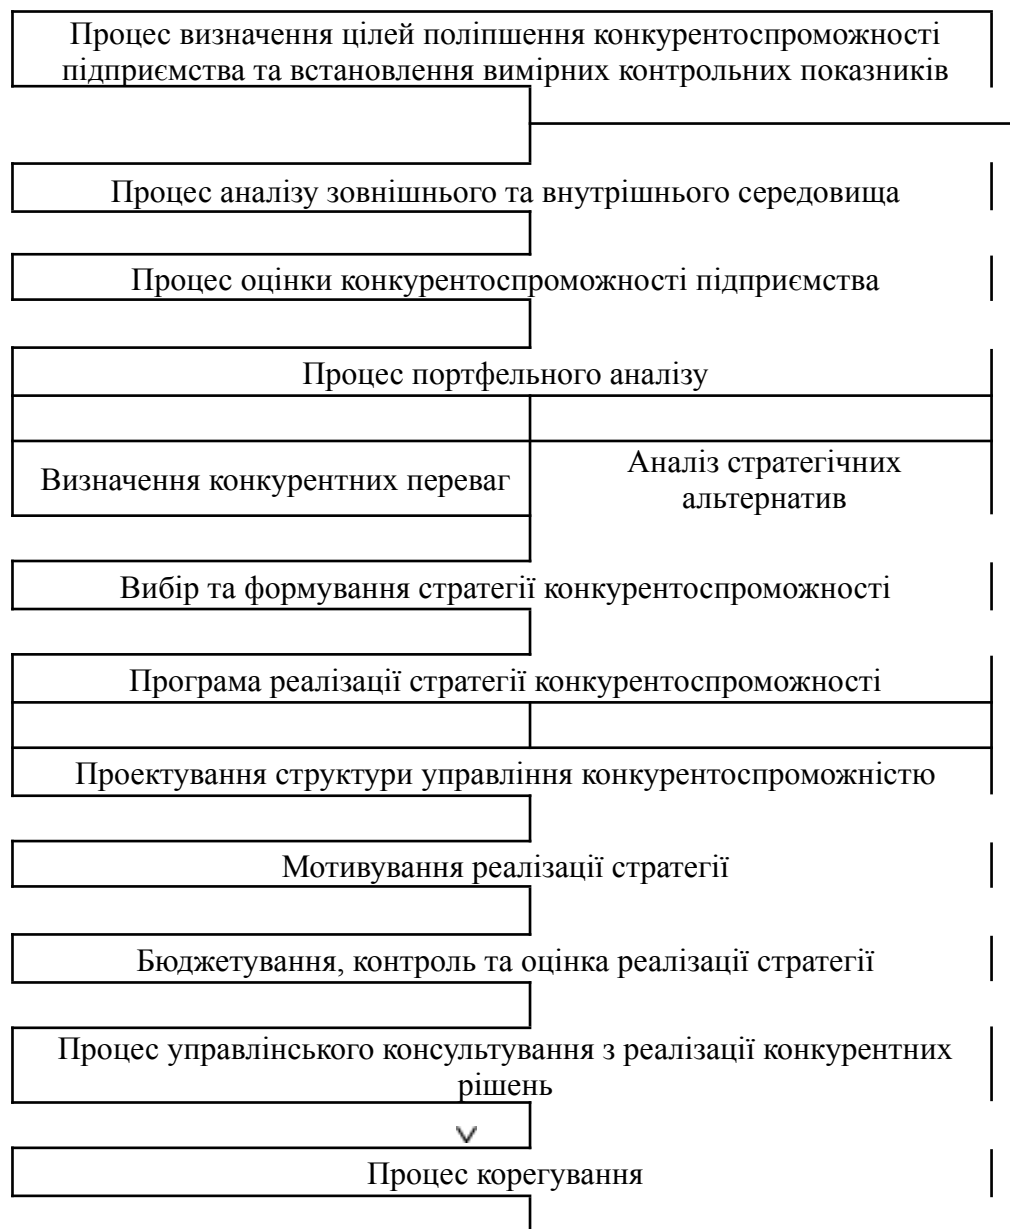 Процес визначення цілей поліпшення конкурентоспроможності
підприємства та встановлення вимірних контрольних показників
Процес аналізу зовнішнього та внутрішнього середовища
Процес оцінки конкурентоспроможності підприємства
Процес портфельного аналізу
Визначення конкурентних переваг
Аналіз стратегічних
альтернатив
Вибір та формування стратегії конкурентоспроможності
Програма реалізації стратегії конкурентоспроможності
Проектування структури управління конкурентоспроможністю
Мотивування реалізації стратегії
Бюджетування, контроль та оцінка реалізації стратегії
Процес управлінського консультування з реалізації конкурентних
рішень
Процес корегування